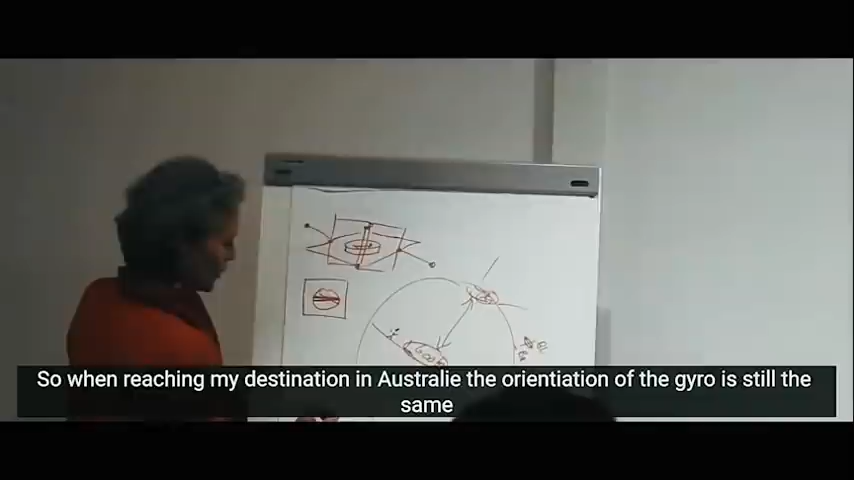 So when reaching my destination in Australie the orientiation of the gyro is still the
same